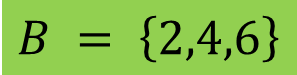 B = {2,4,6}